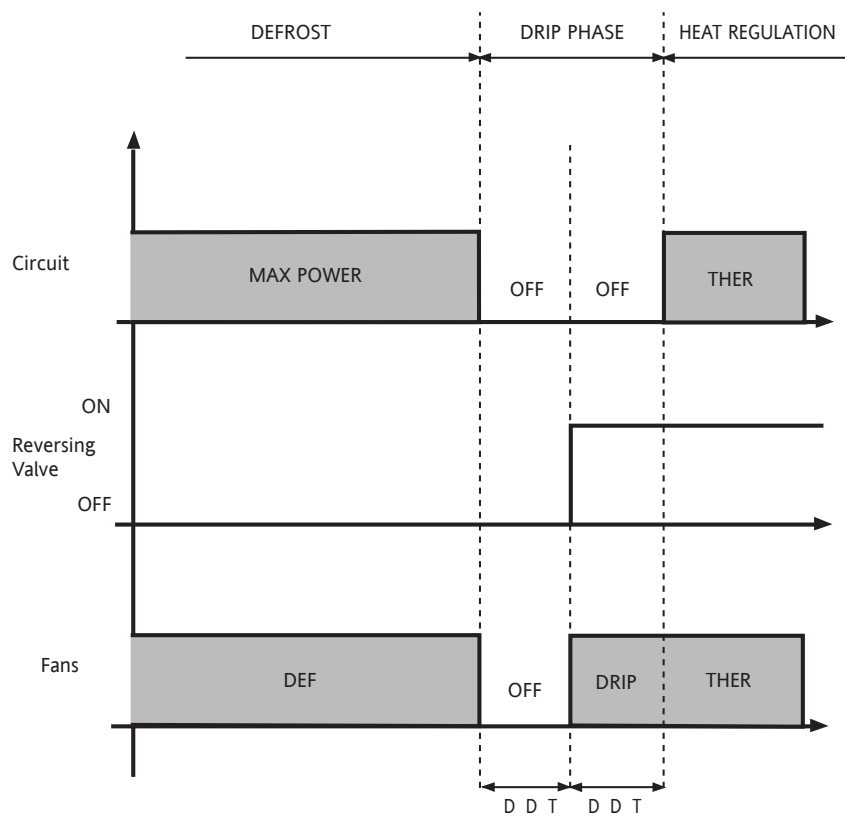 DEFROST DRIP PHASE HEAT REGULATION
Circuit
MAX POWER
OFF OFF
THER
ON
Reversing
Valve
OFF
Fans
DEF
OFF
DRIP
THER
D D T D D T